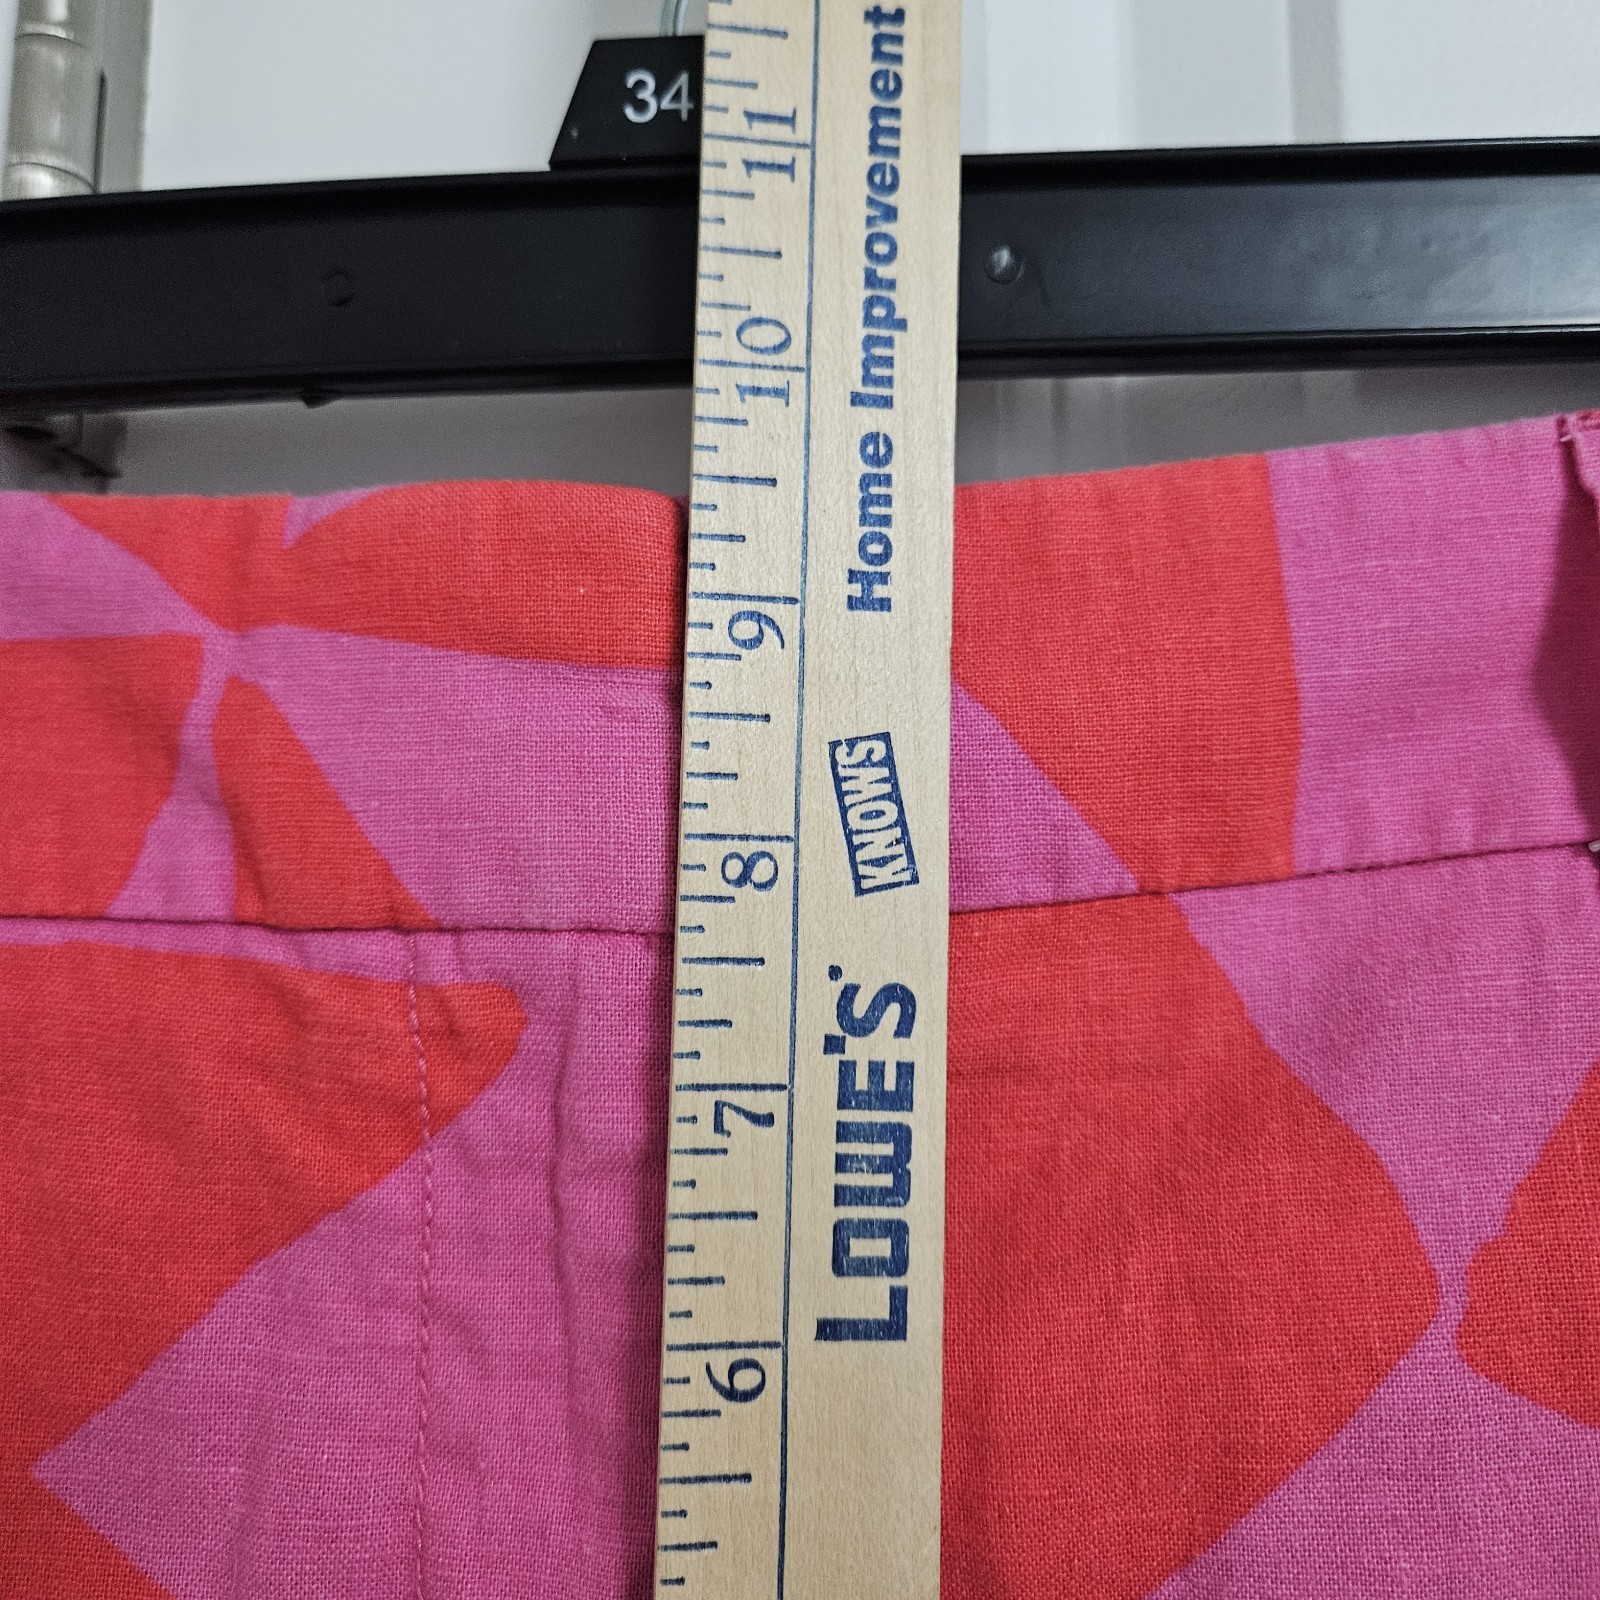 34
11
10
9
8
7
6
Home Improvement
KNOWS
LOWE'S